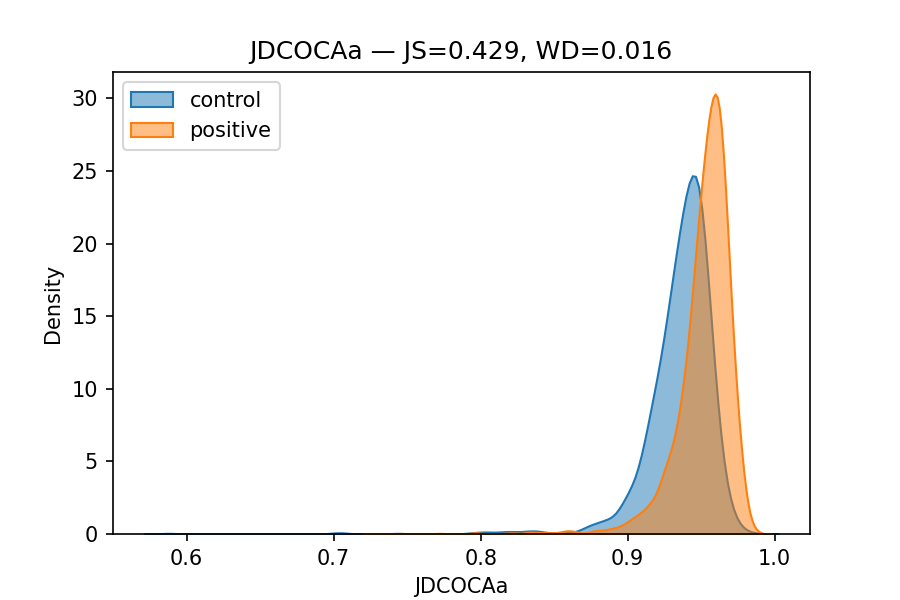 JDCOCAa — JS=0.429, WD=0.016
control
positive
30
25
20
15
10
5
0
Density
0.6
0.7
0.8
0.9
1.0
JDCOCAa